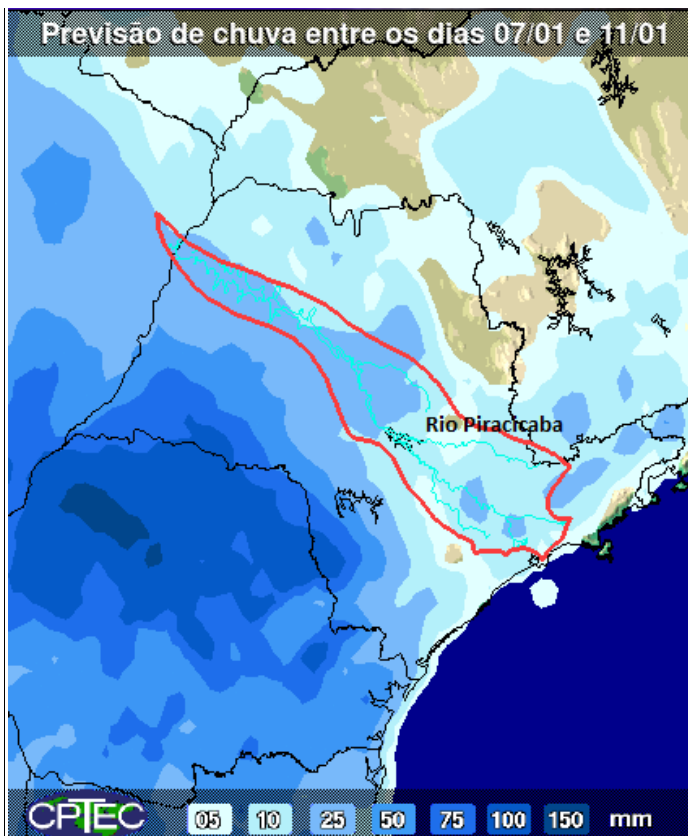 Previsão de chuva entre os dias 07/01 e 11/01
Rio Piracicaba
CPTEC 05 10 25 50 75 100 150 mm